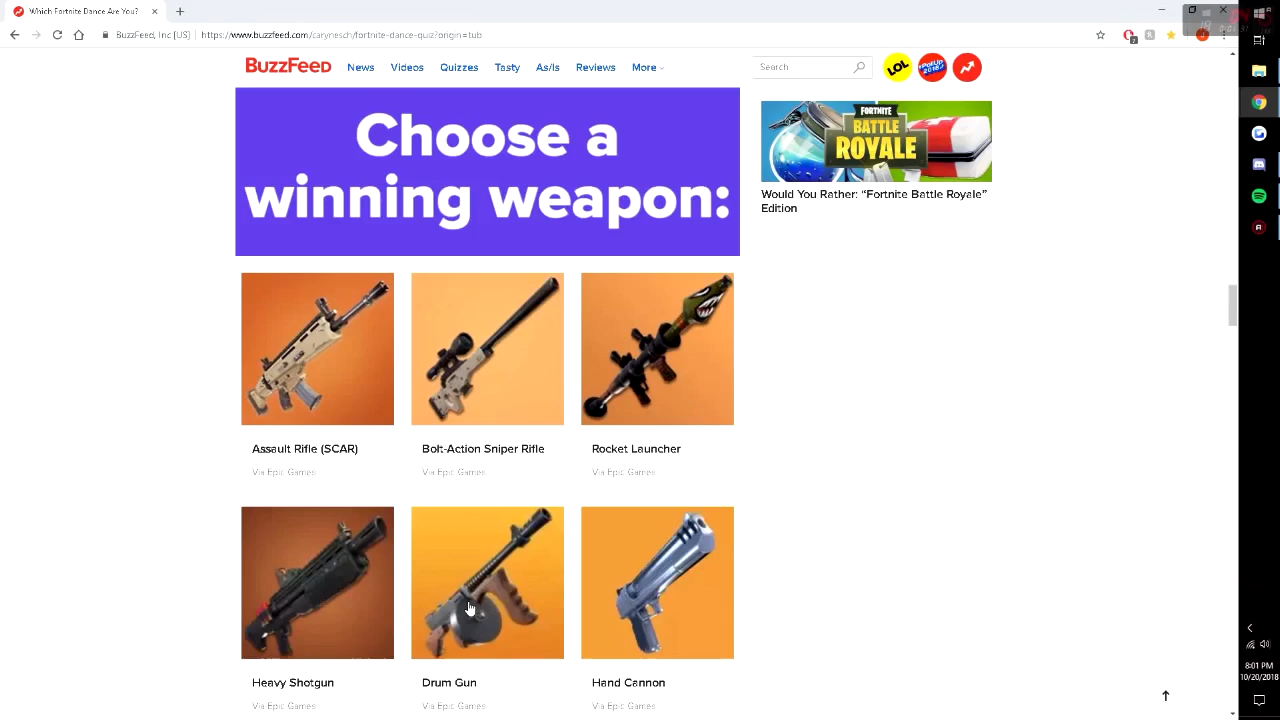 Which Fortnite Dance Are You?
BuzzFeed, Inc [US]
https://www.buzzfeed.com/carynesch/fortnite-dance-quiz?origin=tub
BuzzFeed
News
Videos
Quizzes
Tasty
As/Is
Reviews
More
Search
LOL
Choose a
winning weapon:
FORTNITE
BATTLE
ROYALE
Would You Rather: “Fortnite Battle Royale”
Edition
Assault Rifle (SCAR)
Bolt-Action Sniper Rifle
Rocket Launcher
Via Epic Games
Via Epic Games
Via Epic Games
Heavy Shotgun
Drum Gun
Hand Cannon
Via Epic Games
Via Epic Games
Via Epic Games
8:01 PM
10/20/2018